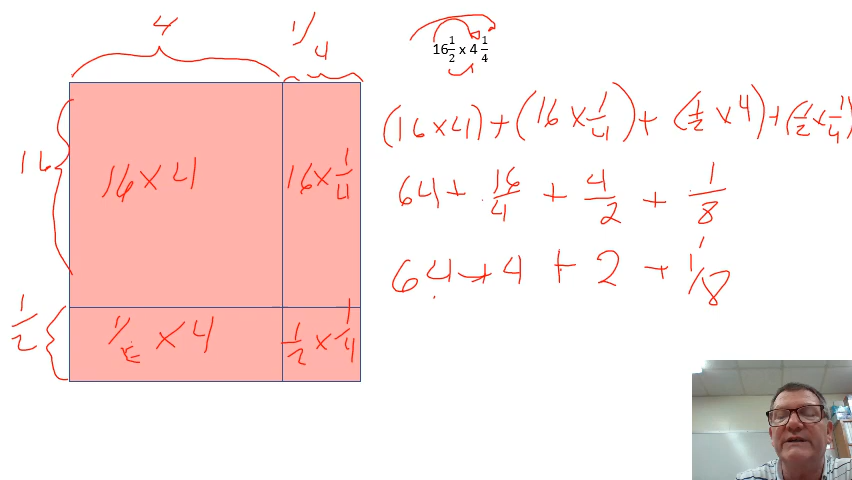 4
1/4
16 1/2 x 4 1/4
(16 x 4) + (16 x 1/4) + (1/2 x 4) + (1/2 x 1/4)
16
16 x 4
16 x 1/4
64 + 16/4 + 4/2 + 1/8
64 + 4 + 2 + 1/8
1/2
1/2 x 4
1/2 x 1/4